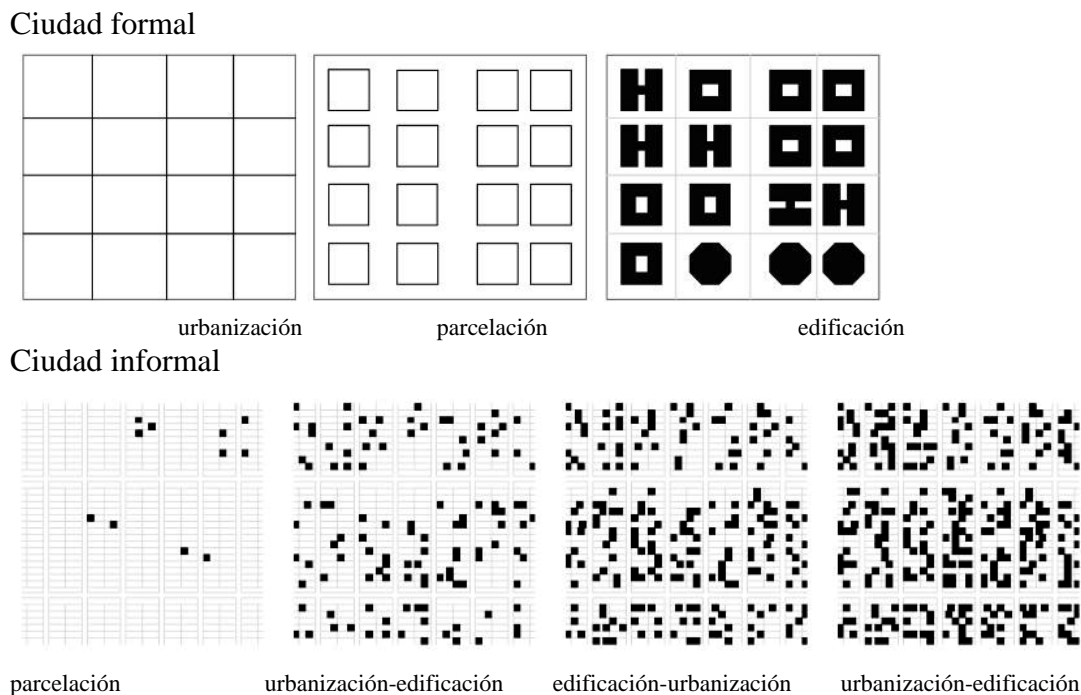 Ciudad formal
urbanización parcelación edificación
Ciudad informal
parcelación urbanización-edificación edificación-urbanización urbanización-edificación